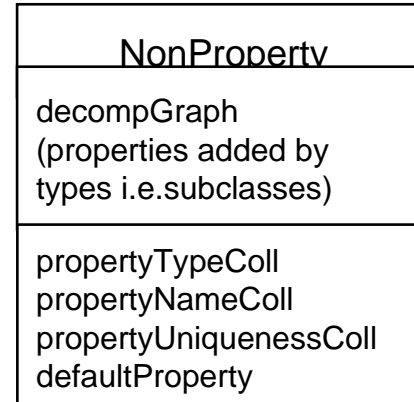 NonProperty
decompGraph
(properties added by
types i.e.subclasses)
propertyTypeColl
propertyNameColl
propertyUniquenessColl
defaultProperty